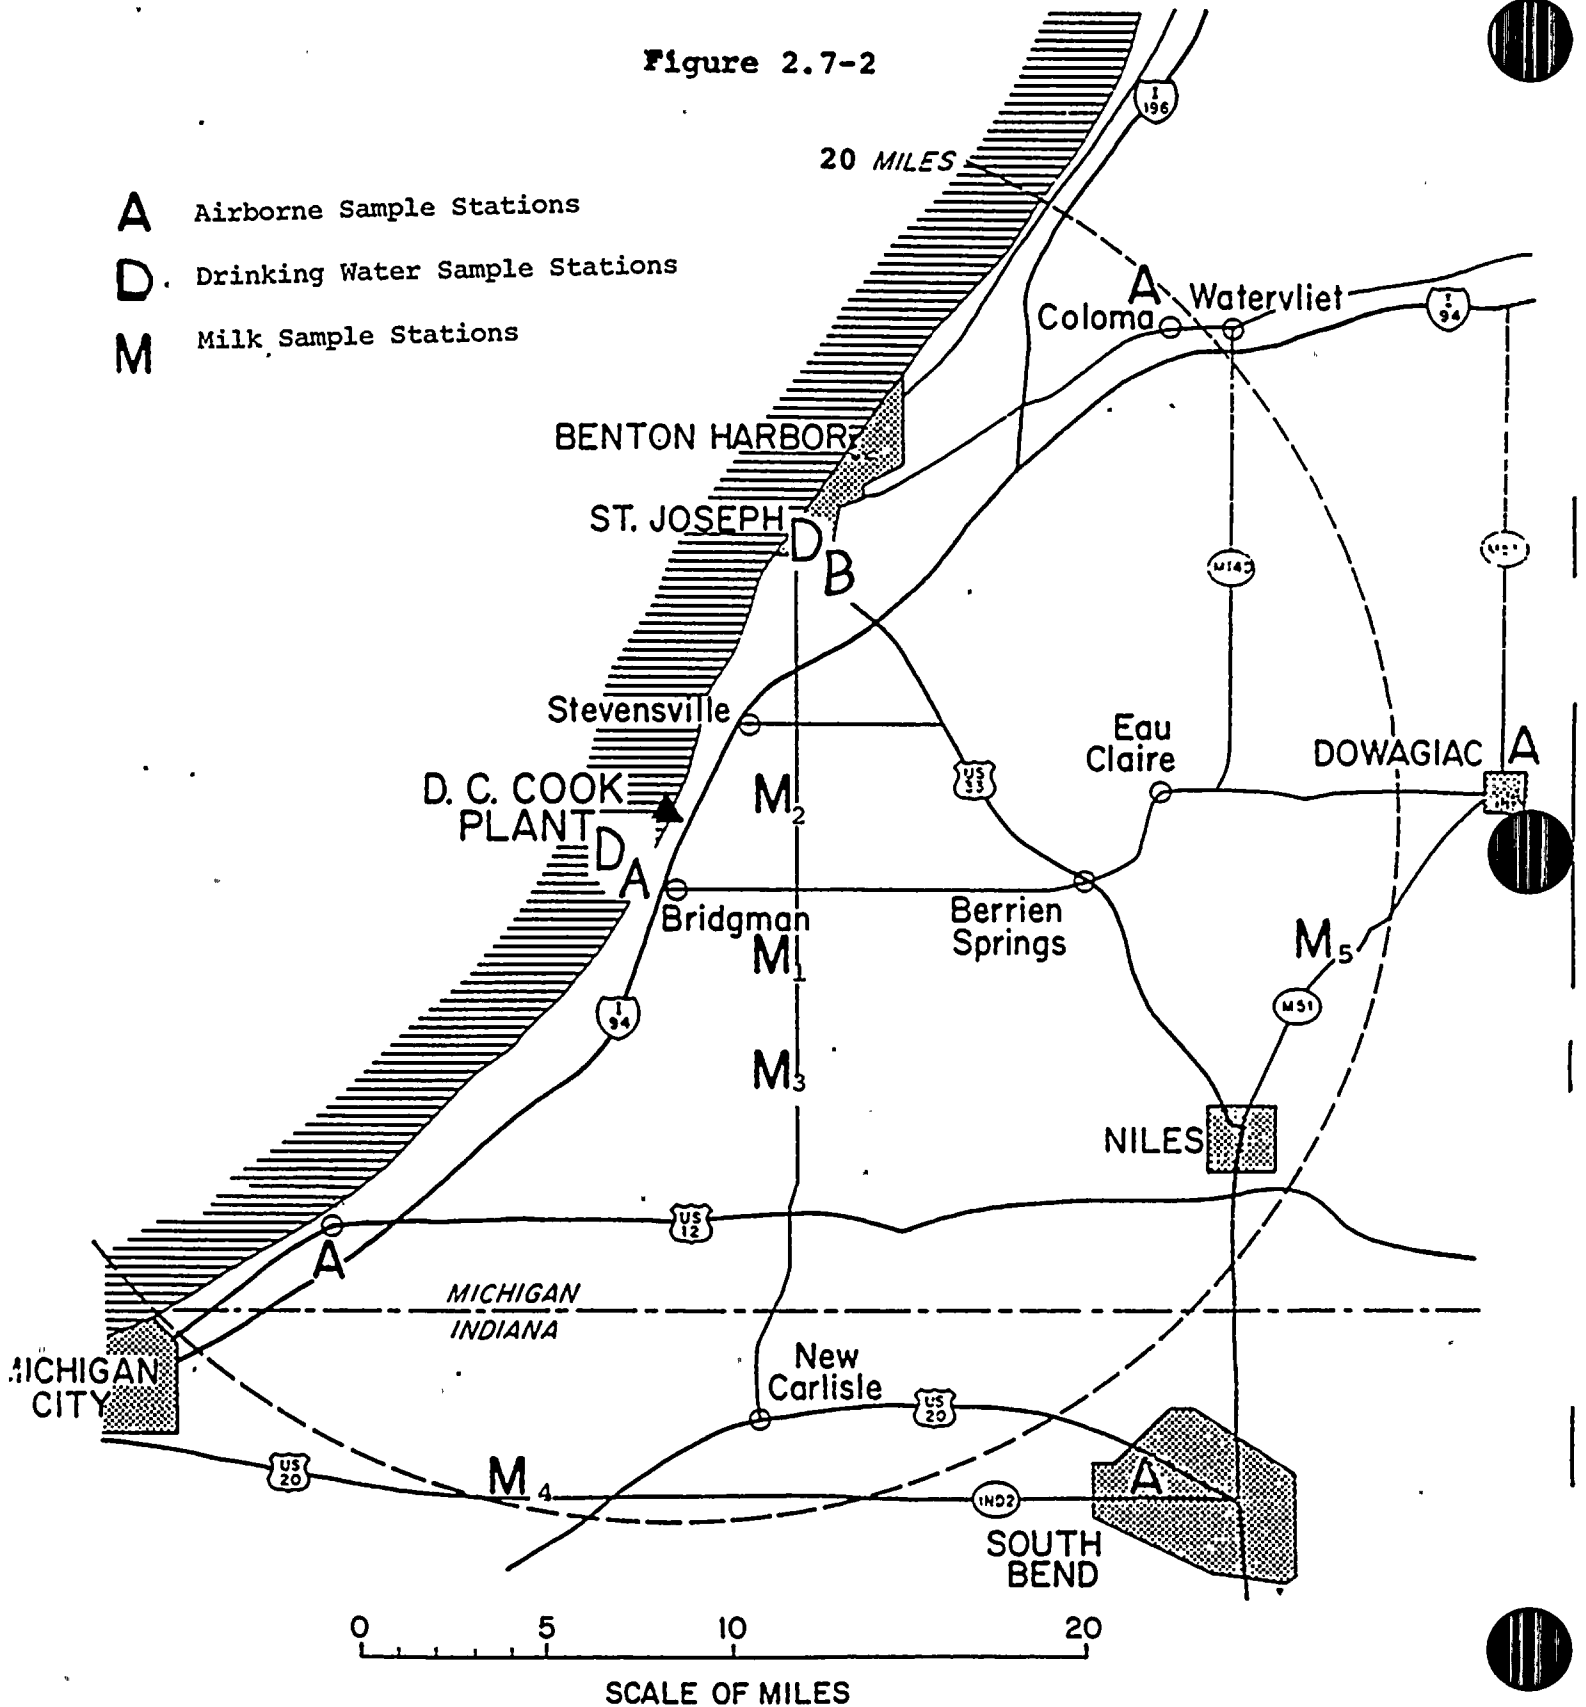 Figure 2.7-2
I 196
20 MILES
A Airborne Sample Stations
D. Drinking Water Sample Stations
M Milk Sample Stations
A
Watervliet
Coloma
I 94
BENTON HARBOR
ST. JOSEPH
D
B
Stevensville
Eau
Claire
DOWAGIAC A
US 33
D. C. COOK
PLANT
M2
D
A
Bridgman
Berrien
Springs
M1
M5
M51
I 94
M3
NILES
US 12
A
MICHIGAN
INDIANA
MICHIGAN
CITY
New
Carlisle
US 20
US 20
M4
A
IND2
SOUTH
BEND
0 5 10 20
SCALE OF MILES